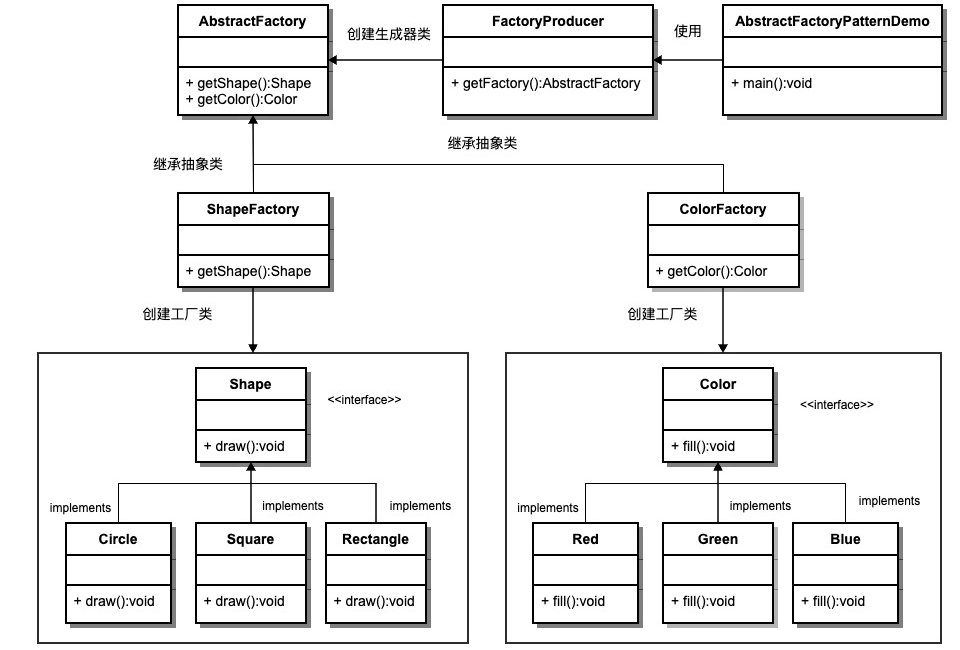 AbstractFactory
+ getShape():Shape
+ getColor():Color
创建生成器类
FactoryProducer
+ getFactory():AbstractFactory
使用
AbstractFactoryPatternDemo
+ main():void
继承抽象类
继承抽象类
ShapeFactory
+ getShape():Shape
ColorFactory
+ getColor():Color
创建工厂类
创建工厂类
Shape
+ draw():void
<<interface>>
implements
implements
implements
Circle
+ draw():void
Square
+ draw():void
Rectangle
+ draw():void
Color
+ fill():void
<<interface>>
implements
implements
implements
Red
+ fill():void
Green
+ fill():void
Blue
+ fill():void